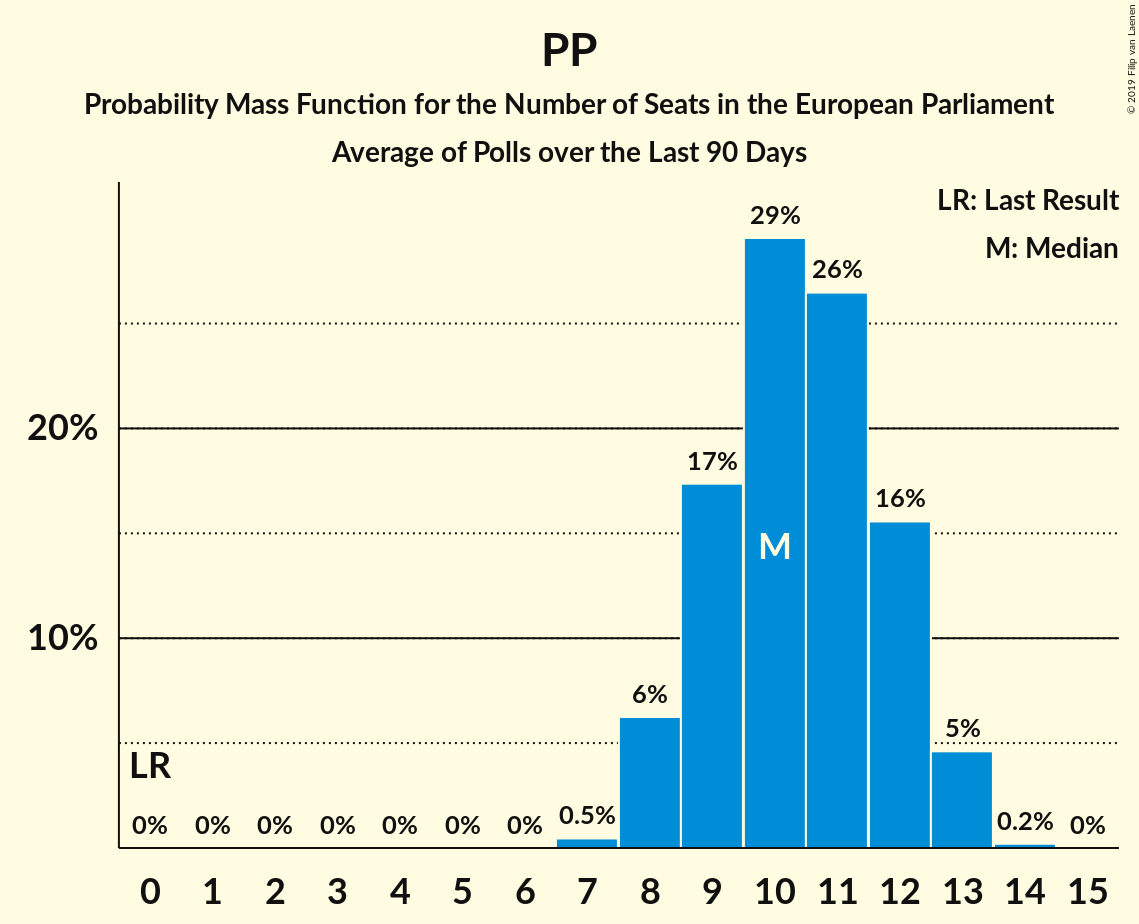 PP
Probability Mass Function for the Number of Seats in the European Parliament
Average of Polls over the Last 90 Days
© 2019 Filip van Laenen
LR: Last Result
M: Median
29%
26%
20%
17%
16%
M
10%
6%
5%
LR
0% 0% 0% 0% 0% 0% 0% 0.5% 0.2% 0%
0 1 2 3 4 5 6 7 8 9 10 11 12 13 14 15